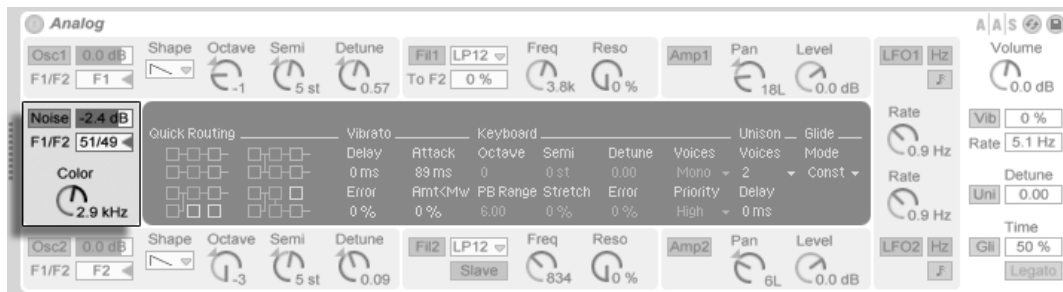 Analog
A|A|S
Osc1 0.0 dB Shape Octave Semi Detune Fil1 LP12 Freq Reso Amp1 Pan Level LFO1 Hz Volume
F1/F2 F1 -1 5 st 0.57 To F2 0 % 3.8k 0 % 18L 0.0 dB 0.0 dB
Noise -2.4 dB
F1/F2 51/49
Color
2.9 kHz
Quick Routing Vibrato Keyboard Unison Glide
Delay Attack Octave Semi Detune Voices Voices Mode
0 ms 89 ms 0 0 st 0.00 Mono 2 Const
Error Amt<Mw PB Range Stretch Error Priority Delay
0 % 0 % 6.00 0 % 0 % High 0 ms
Rate
0.9 Hz
Rate
0.9 Hz
Vib 0 %
Rate 5.1 Hz
Detune
Uni 0.00
Time
Gli 50 %
Legato
Osc2 0.0 dB Shape Octave Semi Detune Fil2 LP12 Freq Reso Amp2 Pan Level LFO2 Hz
F1/F2 F2 -3 5 st 0.09 Slave 834 0 % 6L 0.0 dB